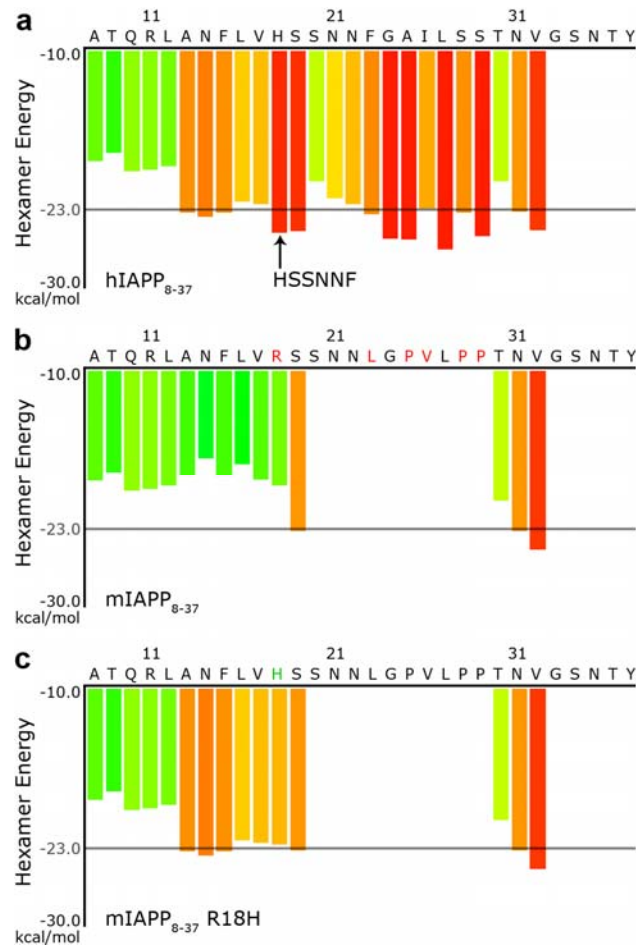 a
11 21 31
A T Q R L A N F L V H S S N N F G A I L S S T N V G S N T Y
-10.0
Hexamer Energy
-23.0
-30.0
kcal/mol
hIAPP8-37
HSSNNF
b
11 21 31
A T Q R L A N F L V R S S N N L G P V L P P T N V G S N T Y
-10.0
Hexamer Energy
-23.0
-30.0
kcal/mol
mIAPP8-37
c
11 21 31
A T Q R L A N F L V H S S N N L G P V L P P T N V G S N T Y
-10.0
Hexamer Energy
-23.0
-30.0
kcal/mol
mIAPP8-37 R18H